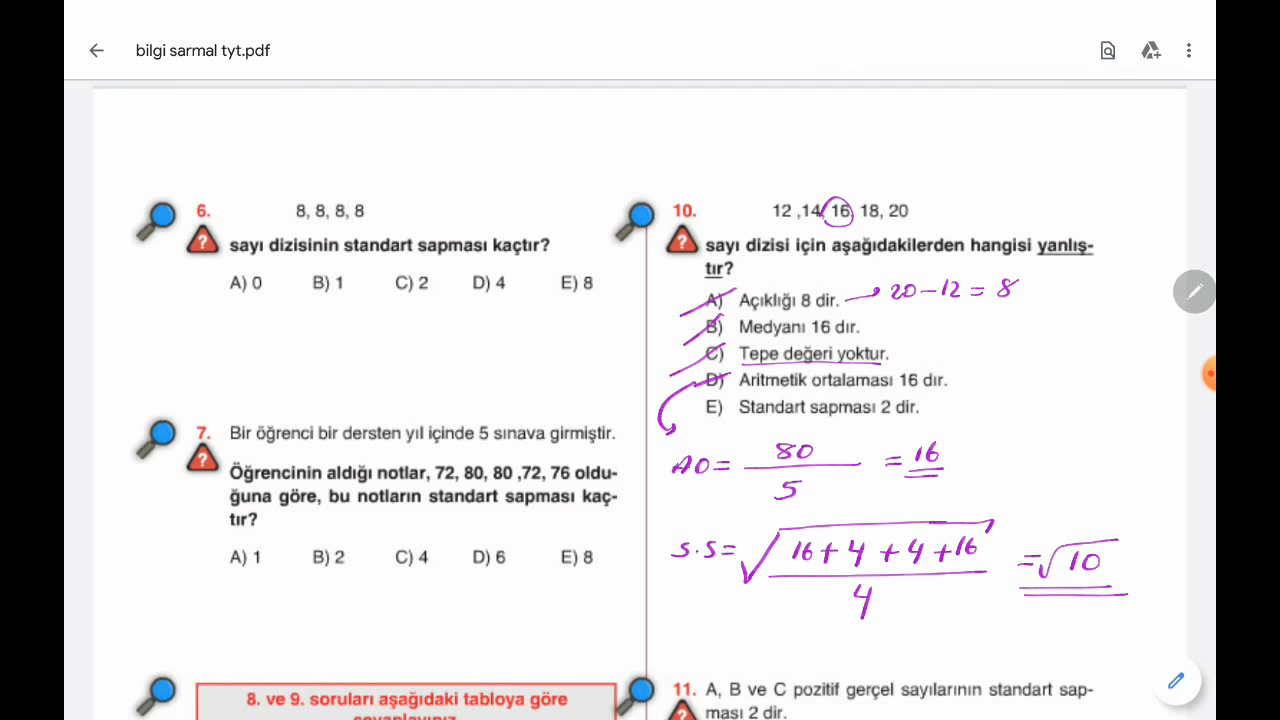 bilgi sarmal tyt.pdf
6. 8, 8, 8, 8
sayı dizisinin standart sapması kaçtır?
A) 0 B) 1 C) 2 D) 4 E) 8
7. Bir öğrenci bir dersten yıl içinde 5 sınava girmiştir.
Öğrencinin aldığı notlar, 72, 80, 80 ,72, 76 oldu-
ğuna göre, bu notların standart sapması kaç-
tır?
A) 1 B) 2 C) 4 D) 6 E) 8
8. ve 9. soruları aşağıdaki tabloya göre
cevaplayınız.
10. 12 ,14, 16, 18, 20
sayı dizisi için aşağıdakilerden hangisi yanlış-
tır?
A) Açıklığı 8 dir. 20 - 12 = 8
B) Medyanı 16 dır.
C) Tepe değeri yoktur.
D) Aritmetik ortalaması 16 dır.
E) Standart sapması 2 dir.
AO = 80/5 = 16
S.S = √(16 + 4 + 4 + 16 / 4) = √10
11. A, B ve C pozitif gerçel sayılarının standart sap-
ması 2 dir.